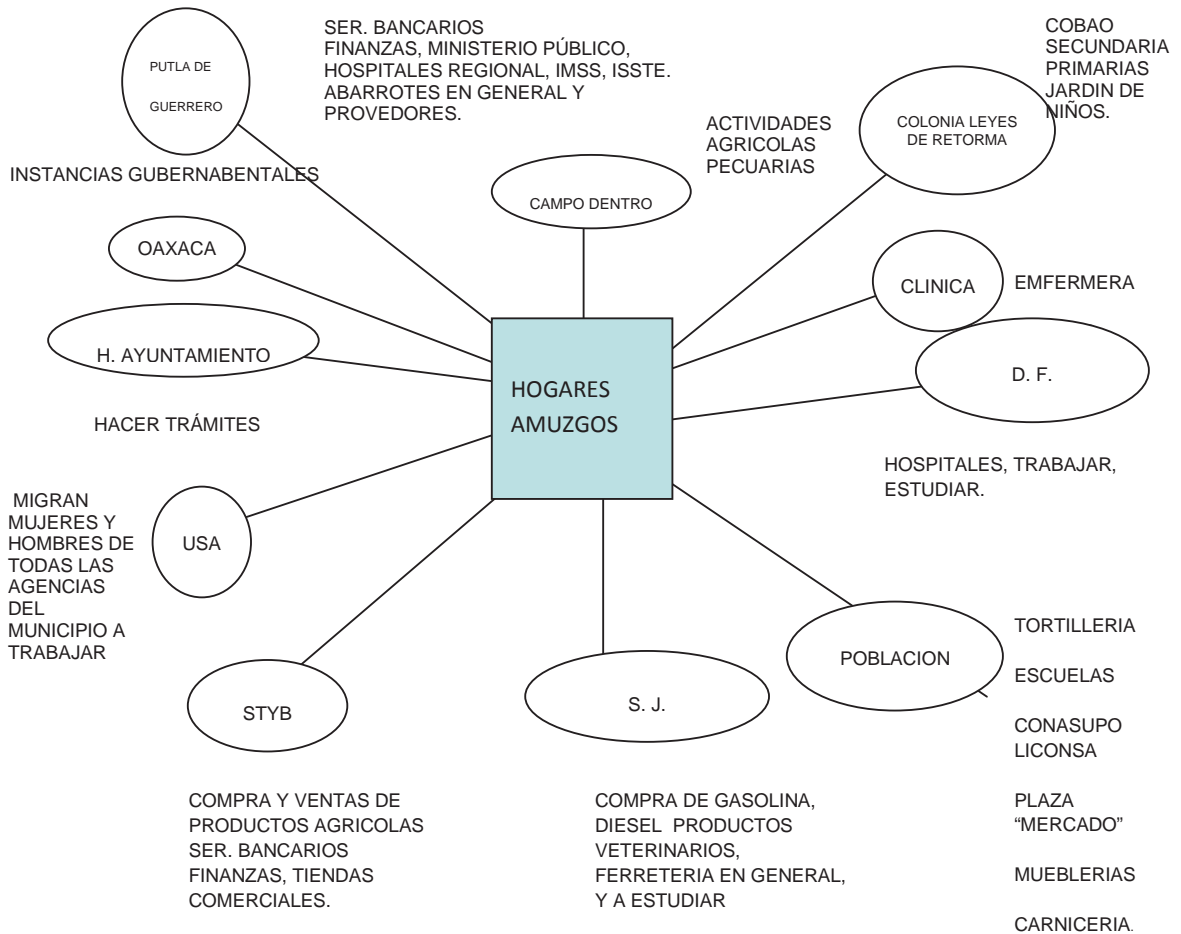 PUTLA DE
GUERRERO
SER. BANCARIOS
FINANZAS, MINISTERIO PÚBLICO,
HOSPITALES REGIONAL, IMSS, ISSTE.
ABARROTES EN GENERAL Y
PROVEDORES.
COBAO
SECUNDARIA
PRIMARIAS
JARDIN DE
NIÑOS.
COLONIA LEYES
DE RETORMA
ACTIVIDADES
AGRICOLAS
PECUARIAS
INSTANCIAS GUBERNABENTALES
CAMPO DENTRO
OAXACA
CLINICA
EMFERMERA
H. AYUNTAMIENTO
D. F.
HOGARES
AMUZGOS
HACER TRÁMITES
HOSPITALES, TRABAJAR,
ESTUDIAR.
MIGRAN
MUJERES Y
HOMBRES DE
TODAS LAS
AGENCIAS
DEL
MUNICIPIO A
TRABAJAR
USA
STYB
S. J.
POBLACION
TORTILLERIA
ESCUELAS
CONASUPO
LICONSA
PLAZA
“MERCADO”
MUEBLERIAS
CARNICERIA.
COMPRA Y VENTAS DE
PRODUCTOS AGRICOLAS
SER. BANCARIOS
FINANZAS, TIENDAS
COMERCIALES.
COMPRA DE GASOLINA,
DIESEL PRODUCTOS
VETERINARIOS,
FERRETERIA EN GENERAL,
Y A ESTUDIAR